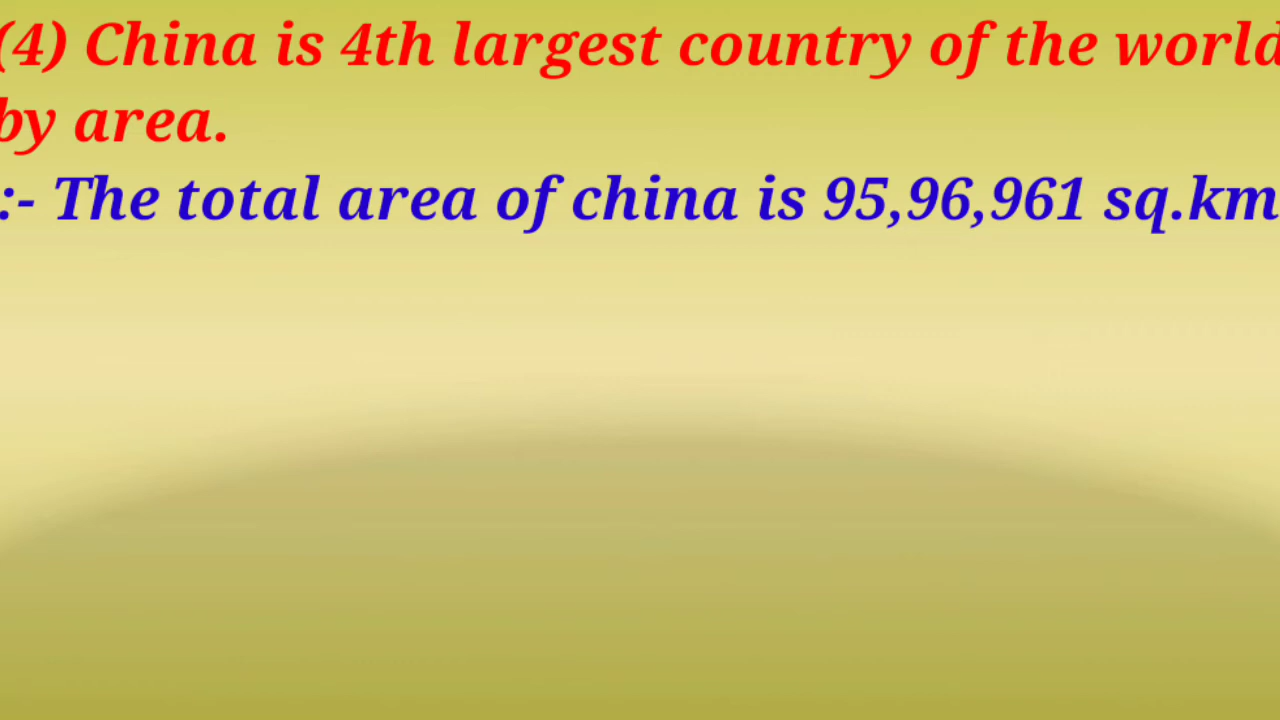 (4) China is 4th largest country of the world
by area.
:- The total area of china is 95,96,961 sq.km